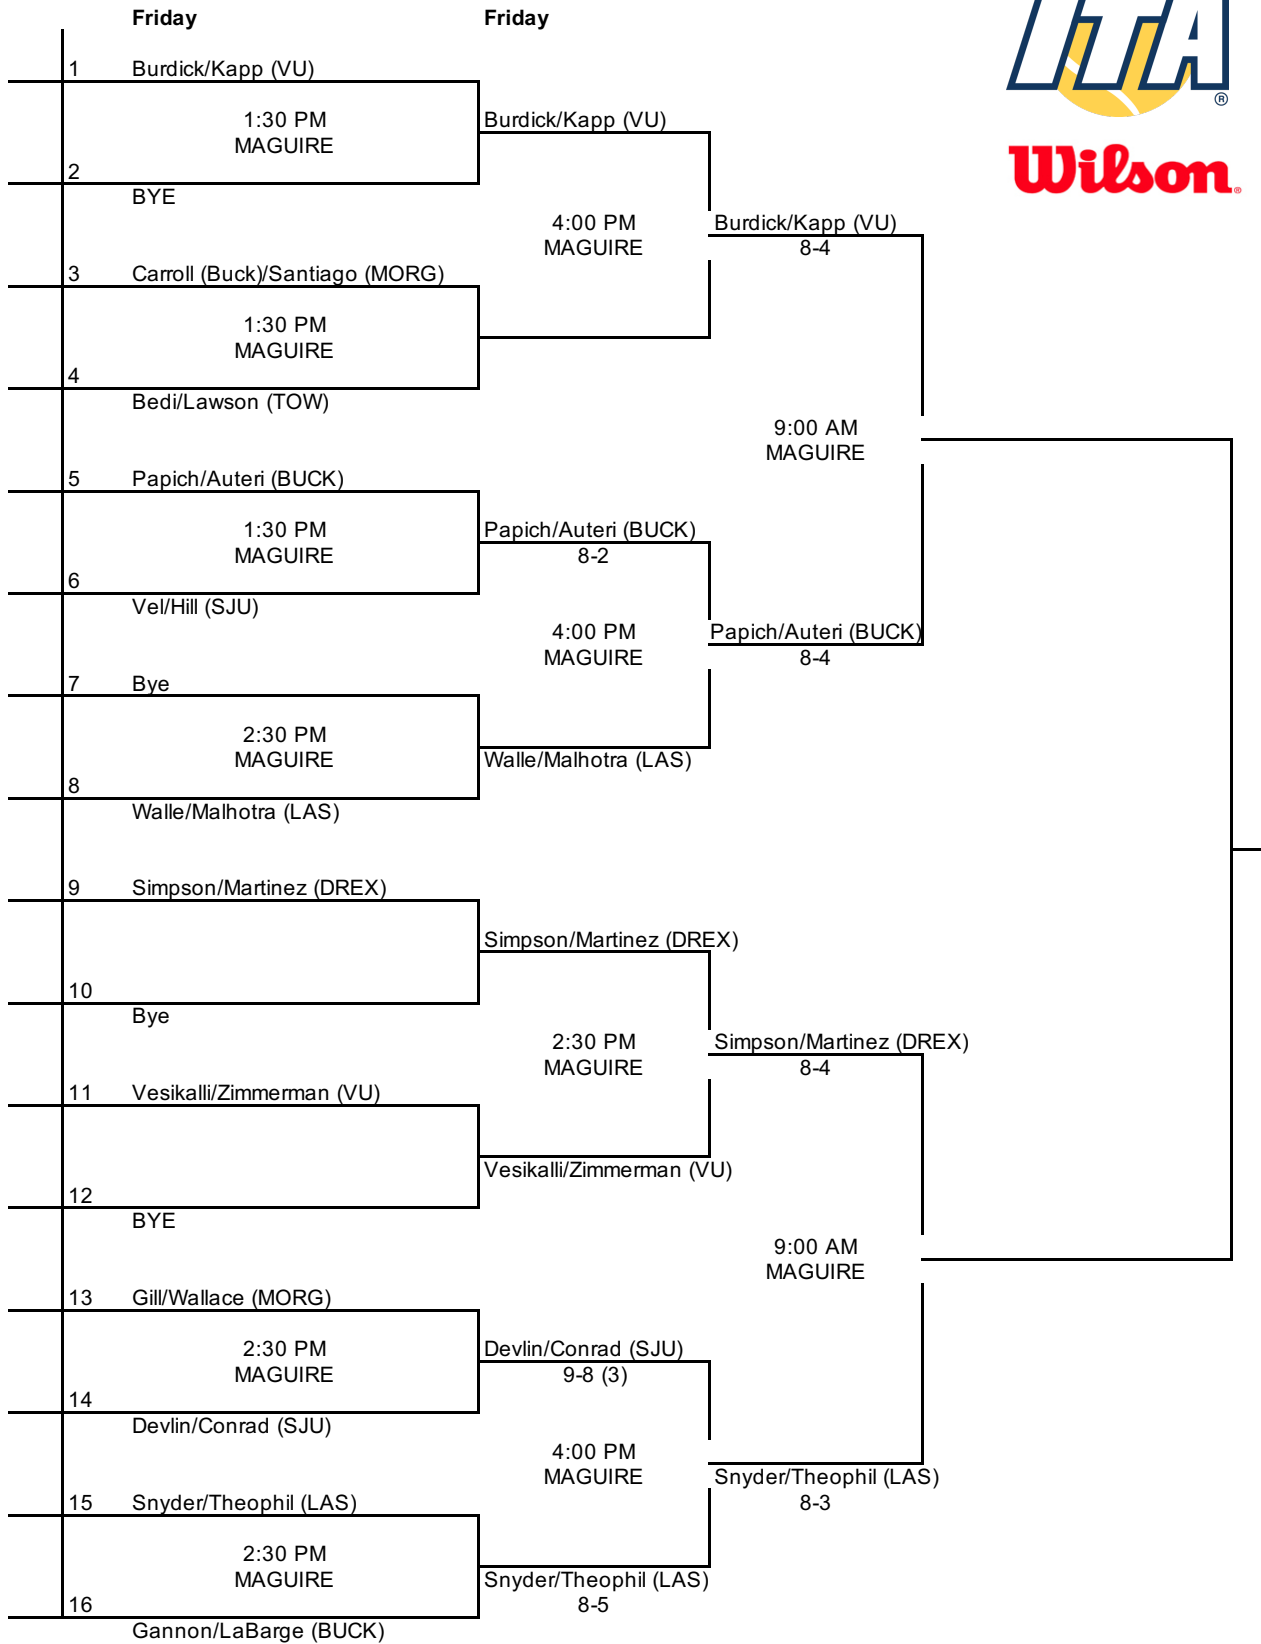 Friday
Friday
ITA
®
Wilson®
1 Burdick/Kapp (VU)
1:30 PM
MAGUIRE
Burdick/Kapp (VU)
2
BYE
4:00 PM
MAGUIRE
Burdick/Kapp (VU)
8-4
3 Carroll (Buck)/Santiago (MORG)
1:30 PM
MAGUIRE
4
Bedi/Lawson (TOW)
9:00 AM
MAGUIRE
5 Papich/Auteri (BUCK)
1:30 PM
MAGUIRE
Papich/Auteri (BUCK)
8-2
6
Vel/Hill (SJU)
4:00 PM
MAGUIRE
Papich/Auteri (BUCK)
8-4
7 Bye
2:30 PM
MAGUIRE
Walle/Malhotra (LAS)
8
Walle/Malhotra (LAS)
9 Simpson/Martinez (DREX)
Simpson/Martinez (DREX)
10
Bye
2:30 PM
MAGUIRE
Simpson/Martinez (DREX)
8-4
11 Vesikalli/Zimmerman (VU)
Vesikalli/Zimmerman (VU)
12
BYE
9:00 AM
MAGUIRE
13 Gill/Wallace (MORG)
2:30 PM
MAGUIRE
Devlin/Conrad (SJU)
9-8 (3)
14
Devlin/Conrad (SJU)
4:00 PM
MAGUIRE
Snyder/Theophil (LAS)
8-3
15 Snyder/Theophil (LAS)
2:30 PM
MAGUIRE
Snyder/Theophil (LAS)
8-5
16
Gannon/LaBarge (BUCK)